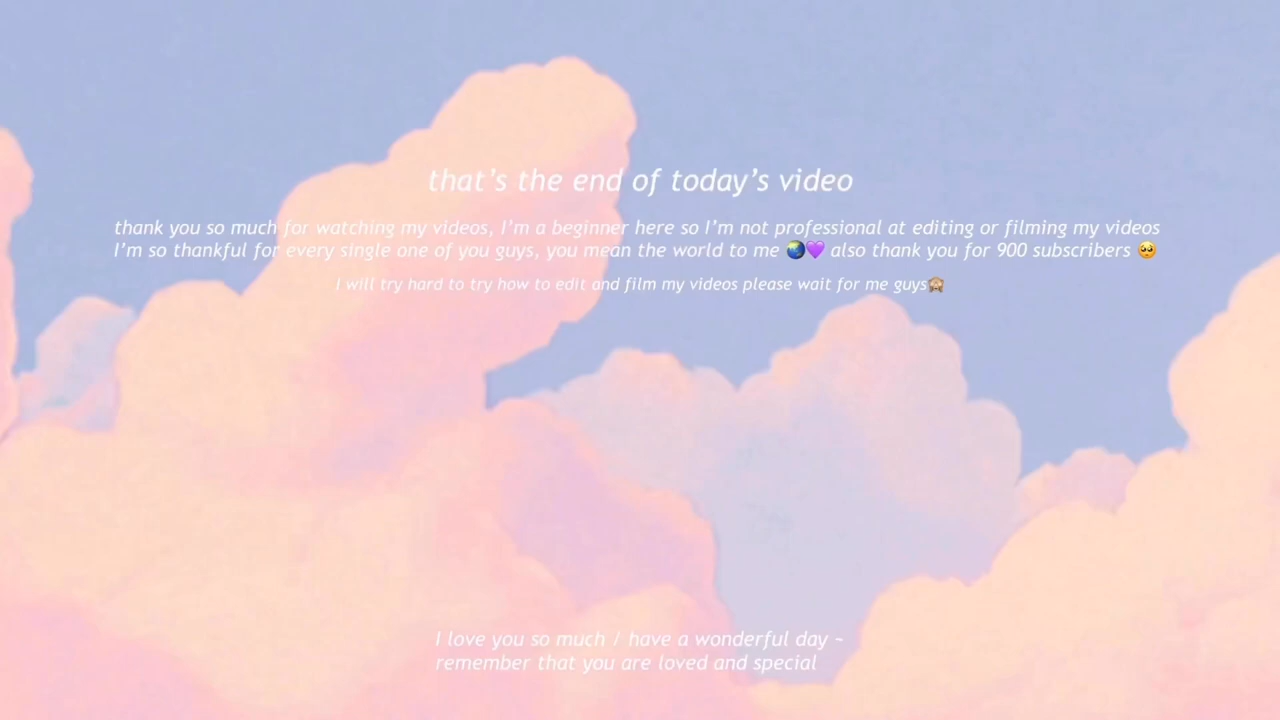 that’s the end of today’s video
thank you so much for watching my videos, I’m a beginner here so I’m not professional at editing or filming my videos
I’m so thankful for every single one of you guys, you mean the world to me 🌏💜 also thank you for 900 subscribers 🥺
I will try hard to try how to edit and film my videos please wait for me guys🙈
I love you so much / have a wonderful day ~
remember that you are loved and special